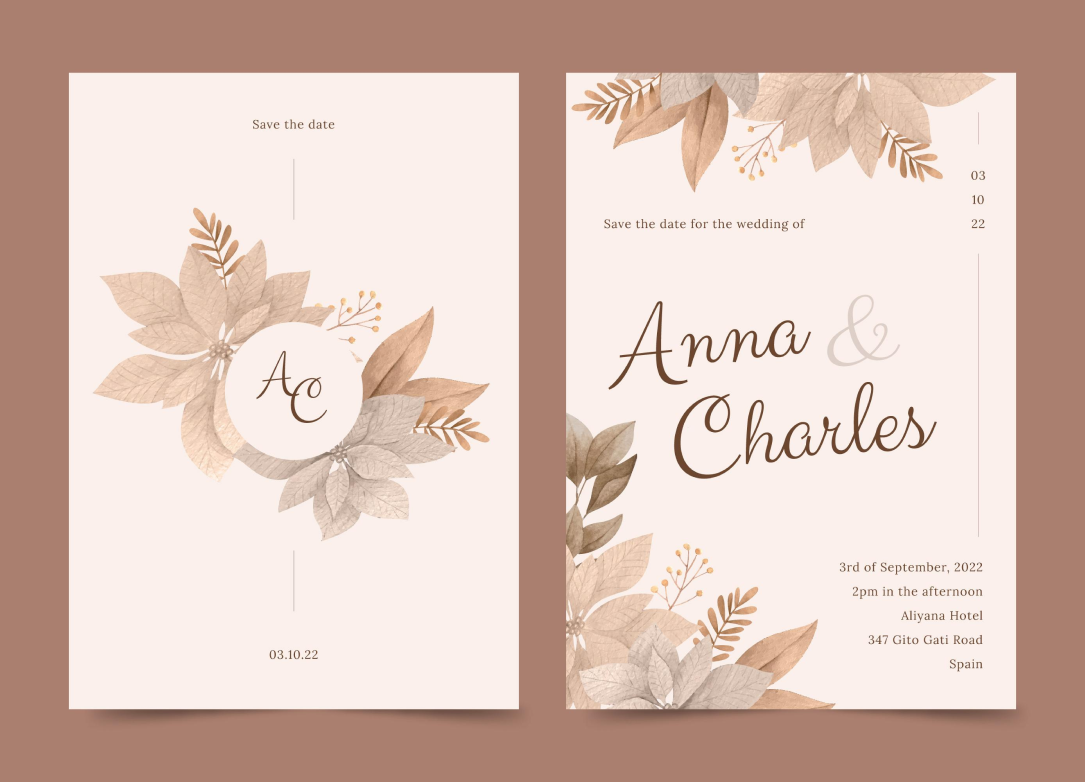 Save the date
AC
03.10.22
03
10
22
Save the date for the wedding of
Anna &
Charles
3rd of September, 2022
2pm in the afternoon
Aliyana Hotel
347 Gito Gati Road
Spain